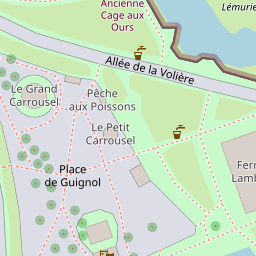 Ancienne
Cage aux
Ours
Lémurie
Allée de la Volière
Le Grand
Carrousel
Pêche
aux Poissons
Le Petit
Carrousel
Place
de Guignol
Fern
Lamb